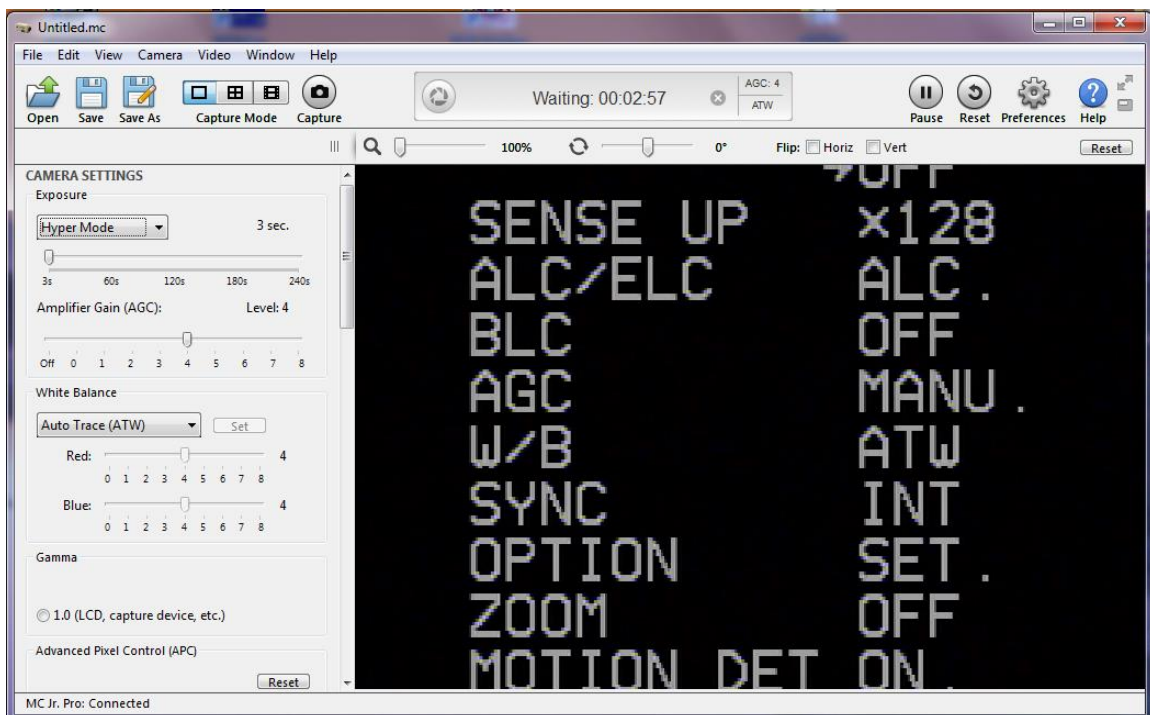 Untitled.mc
File Edit View Camera Video Window Help
Open Save Save As Capture Mode Capture
Waiting: 00:02:57
AGC: 4
ATW
Pause Reset Preferences Help
100% 0° Flip: Horiz Vert Reset
CAMERA SETTINGS
Exposure
Hyper Mode 3 sec.
3s 60s 120s 180s 240s
Amplifier Gain (AGC): Level: 4
Off 0 1 2 3 4 5 6 7 8
White Balance
Auto Trace (ATW) Set
Red: 4
0 1 2 3 4 5 6 7 8
Blue: 4
0 1 2 3 4 5 6 7 8
Gamma
1.0 (LCD, capture device, etc.)
Advanced Pixel Control (APC)
Reset
MC Jr. Pro: Connected
OFF
SENSE UP ×128
ALC/ELC ALC.
BLC OFF
AGC MANU.
W/B ATW
SYNC INT
OPTION SET.
ZOOM OFF
MOTION DET ON.